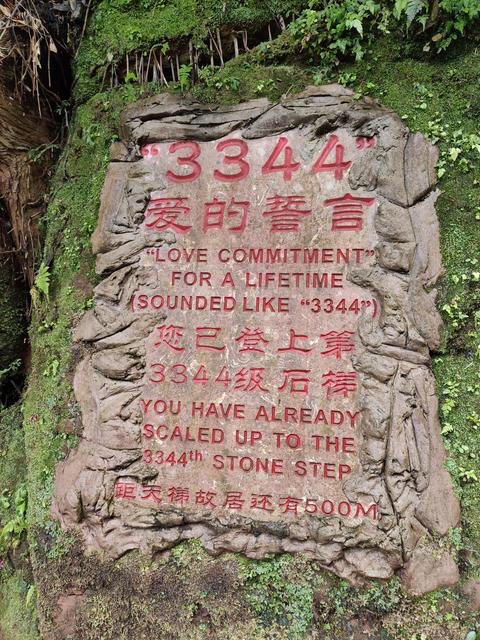 “3344”
爱的誓言
“LOVE COMMITMENT”
FOR A LIFETIME
(SOUNDED LIKE “3344”)
您已登上第
3344级石梯
YOU HAVE ALREADY
SCALED UP TO THE
3344th STONE STEP
距天梯故居还有500M